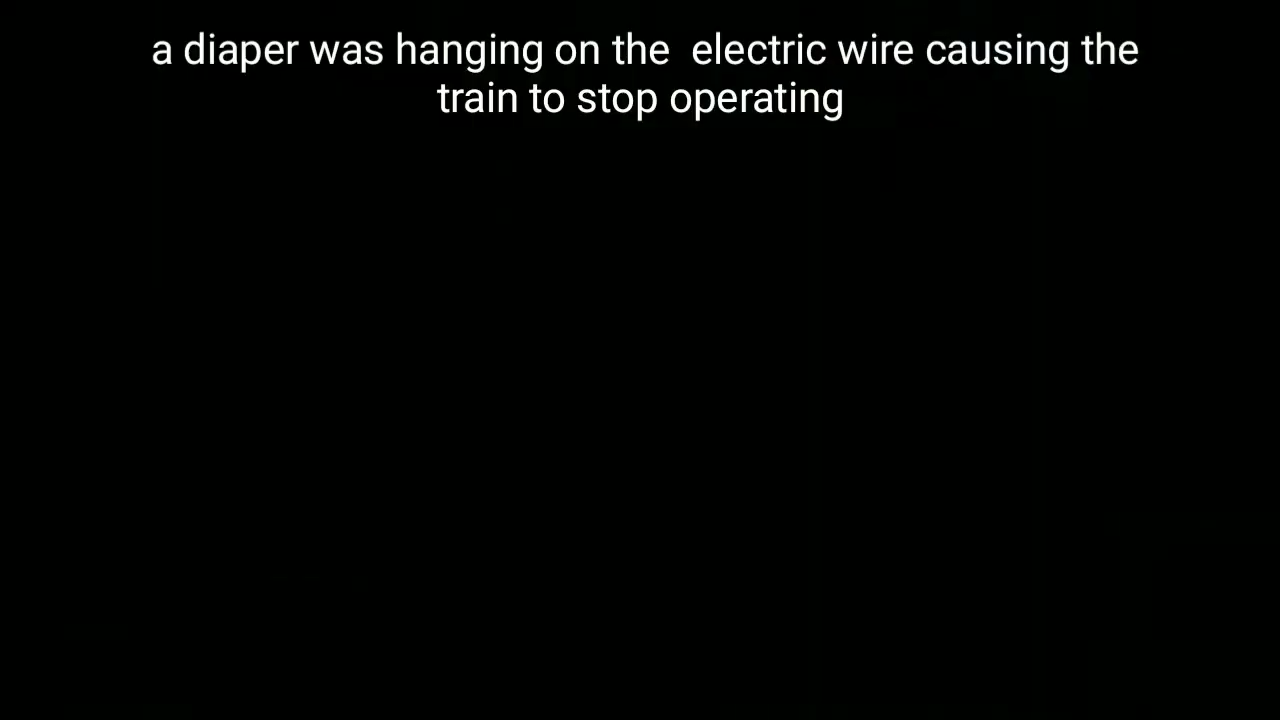 a diaper was hanging on the  electric wire causing the
train to stop operating